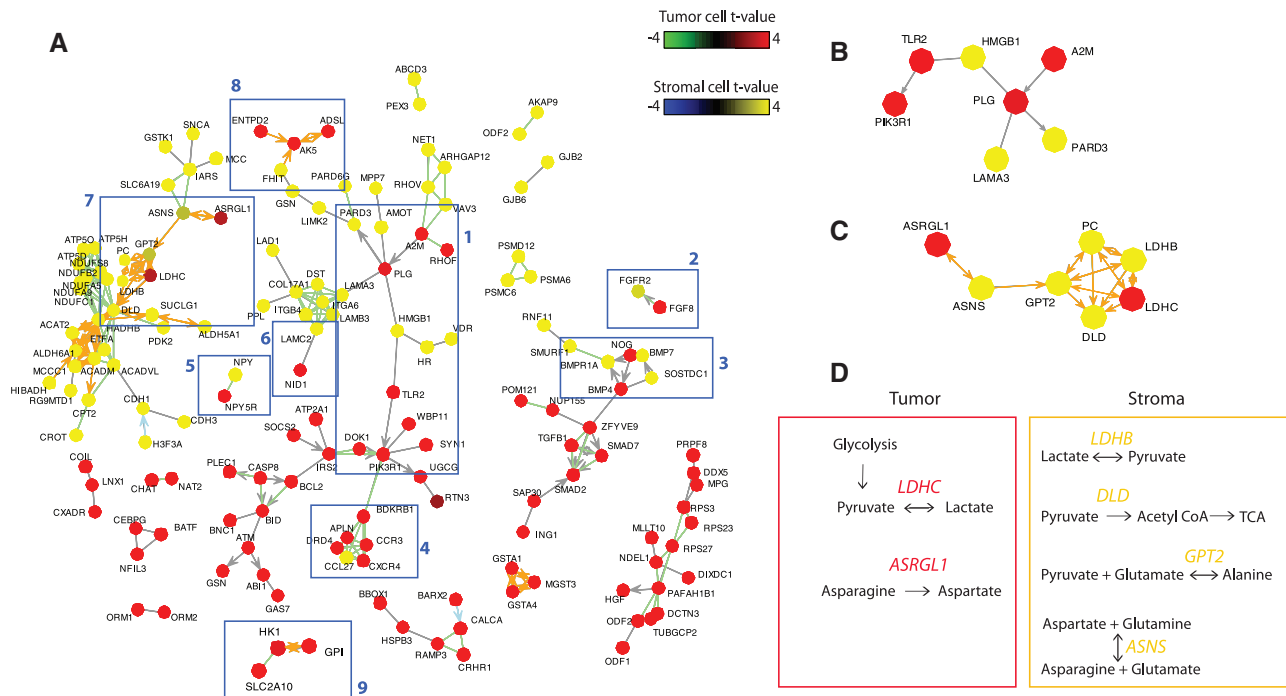 A
Tumor cell t-value
-4
4
Stromal cell t-value
-4
4
8
ENTPD2
ADSL
AK5
FHIT
GSN
PARD6G
LIMK2
PARD3
MPP7
AMOT
ABCD3
PEX3
NET1
ARHGAP12
RHOV
VAV3
A2M
RHOF
PLG
1
AKAP9
ODF2
GJB2
GJB6
SNCA
GSTK1
MCC
IARS
SLC6A19
7
ASNS
ASRGL1
GPT2
LDHC
ATP5O
ATP5H
ATP5D
PC
NDUFS8
NDUFB2
NDUFA5
NDUFA9
NDUFC1
LDHB
DLD
SUCLG1
HADHB
PDK2
ALDH5A1
ACAT2
ETFA
ALDH6A1
MCCC1
ACADM
ACADVL
HIBADH
RG9MTD1
CPT2
CROT
CDH1
CDH3
H3F3A
LAD1
DST
COL17A1
LAMA3
ITGA6
ITGB4
LAMB3
PPL
LAMC2
6
NID1
5
NPY
NPY5R
HMGB1
VDR
HR
TLR2
WBP11
SYN1
DOK1
PIK3R1
UGCG
RTN3
ATP2A1
SOCS2
IRS2
PSMD12
PSMA6
PSMC6
2
FGFR2
FGF8
RNF11
SMURF1
NOG
BMP7
BMPR1A
SOSTDC1
BMP4
3
POM121
NUP155
ZFYVE9
TGFB1
SMAD7
SMAD2
SAP30
ING1
PRPF8
DDX5
MPG
RPS3
RPS23
RPS27
MLLT10
NDEL1
DIXDC1
PAFAH1B1
HGF
DCTN3
ODF2
TUBGCP2
ODF1
COIL
LNX1
CXADR
CHAT
NAT2
CEBPG
BATF
NFIL3
ORM1
ORM2
PLEC1
CASP8
BCL2
BID
BNC1
ATM
GSN
ABI1
GAS7
BDKRB1
APLN
DRD4
CCR3
CCL27
CXCR4
4
GSTA1
MGST3
GSTA4
BBOX1
BARX2
CALCA
HSPB3
RAMP3
CRHR1
HK1
GPI
SLC2A10
9
B
TLR2
HMGB1
A2M
PLG
PIK3R1
PARD3
LAMA3
C
ASRGL1
PC
LDHB
ASNS
GPT2
LDHC
DLD
D
Tumor
Glycolysis
LDHC
Pyruvate
Lactate
ASRGL1
Asparagine
Aspartate
Stroma
LDHB
Lactate
Pyruvate
DLD
Pyruvate
Acetyl CoA
TCA
GPT2
Pyruvate + Glutamate
Alanine
Aspartate + Glutamine
ASNS
Asparagine + Glutamate